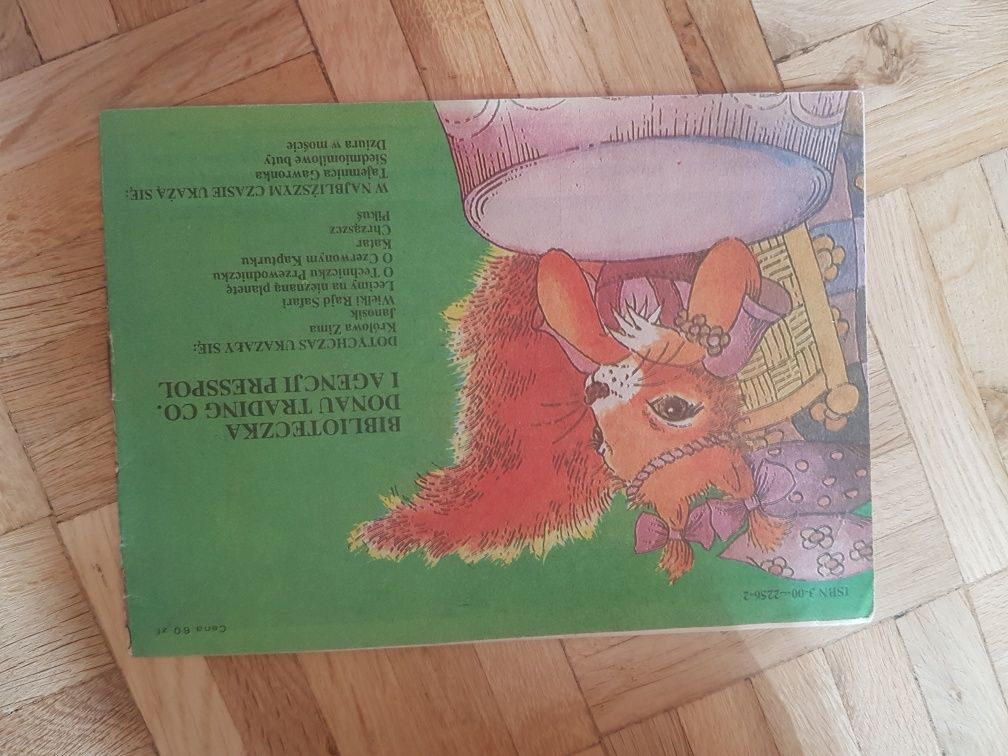 Cena 60 zł
ISBN 3-00--2256-2
BIBLIOTECZKA
DONAU TRADING CO.
I AGENCJI PRESSPOL
DOTYCHCZAS UKAZAŁY SIĘ:
Królowa Zima
Janosik
Wielki Rajd Safari
Lecimy na nieznaną planetę
O Techniczku Przewodniczku
O Czerwonym Kapturku
Katar
Chrząszcz
Pikuś
W NAJBLIŻSZYM CZASIE UKAŻĄ SIĘ:
Tajemnica Gawronka
Siedmiomilowe buty
Dziura w moście